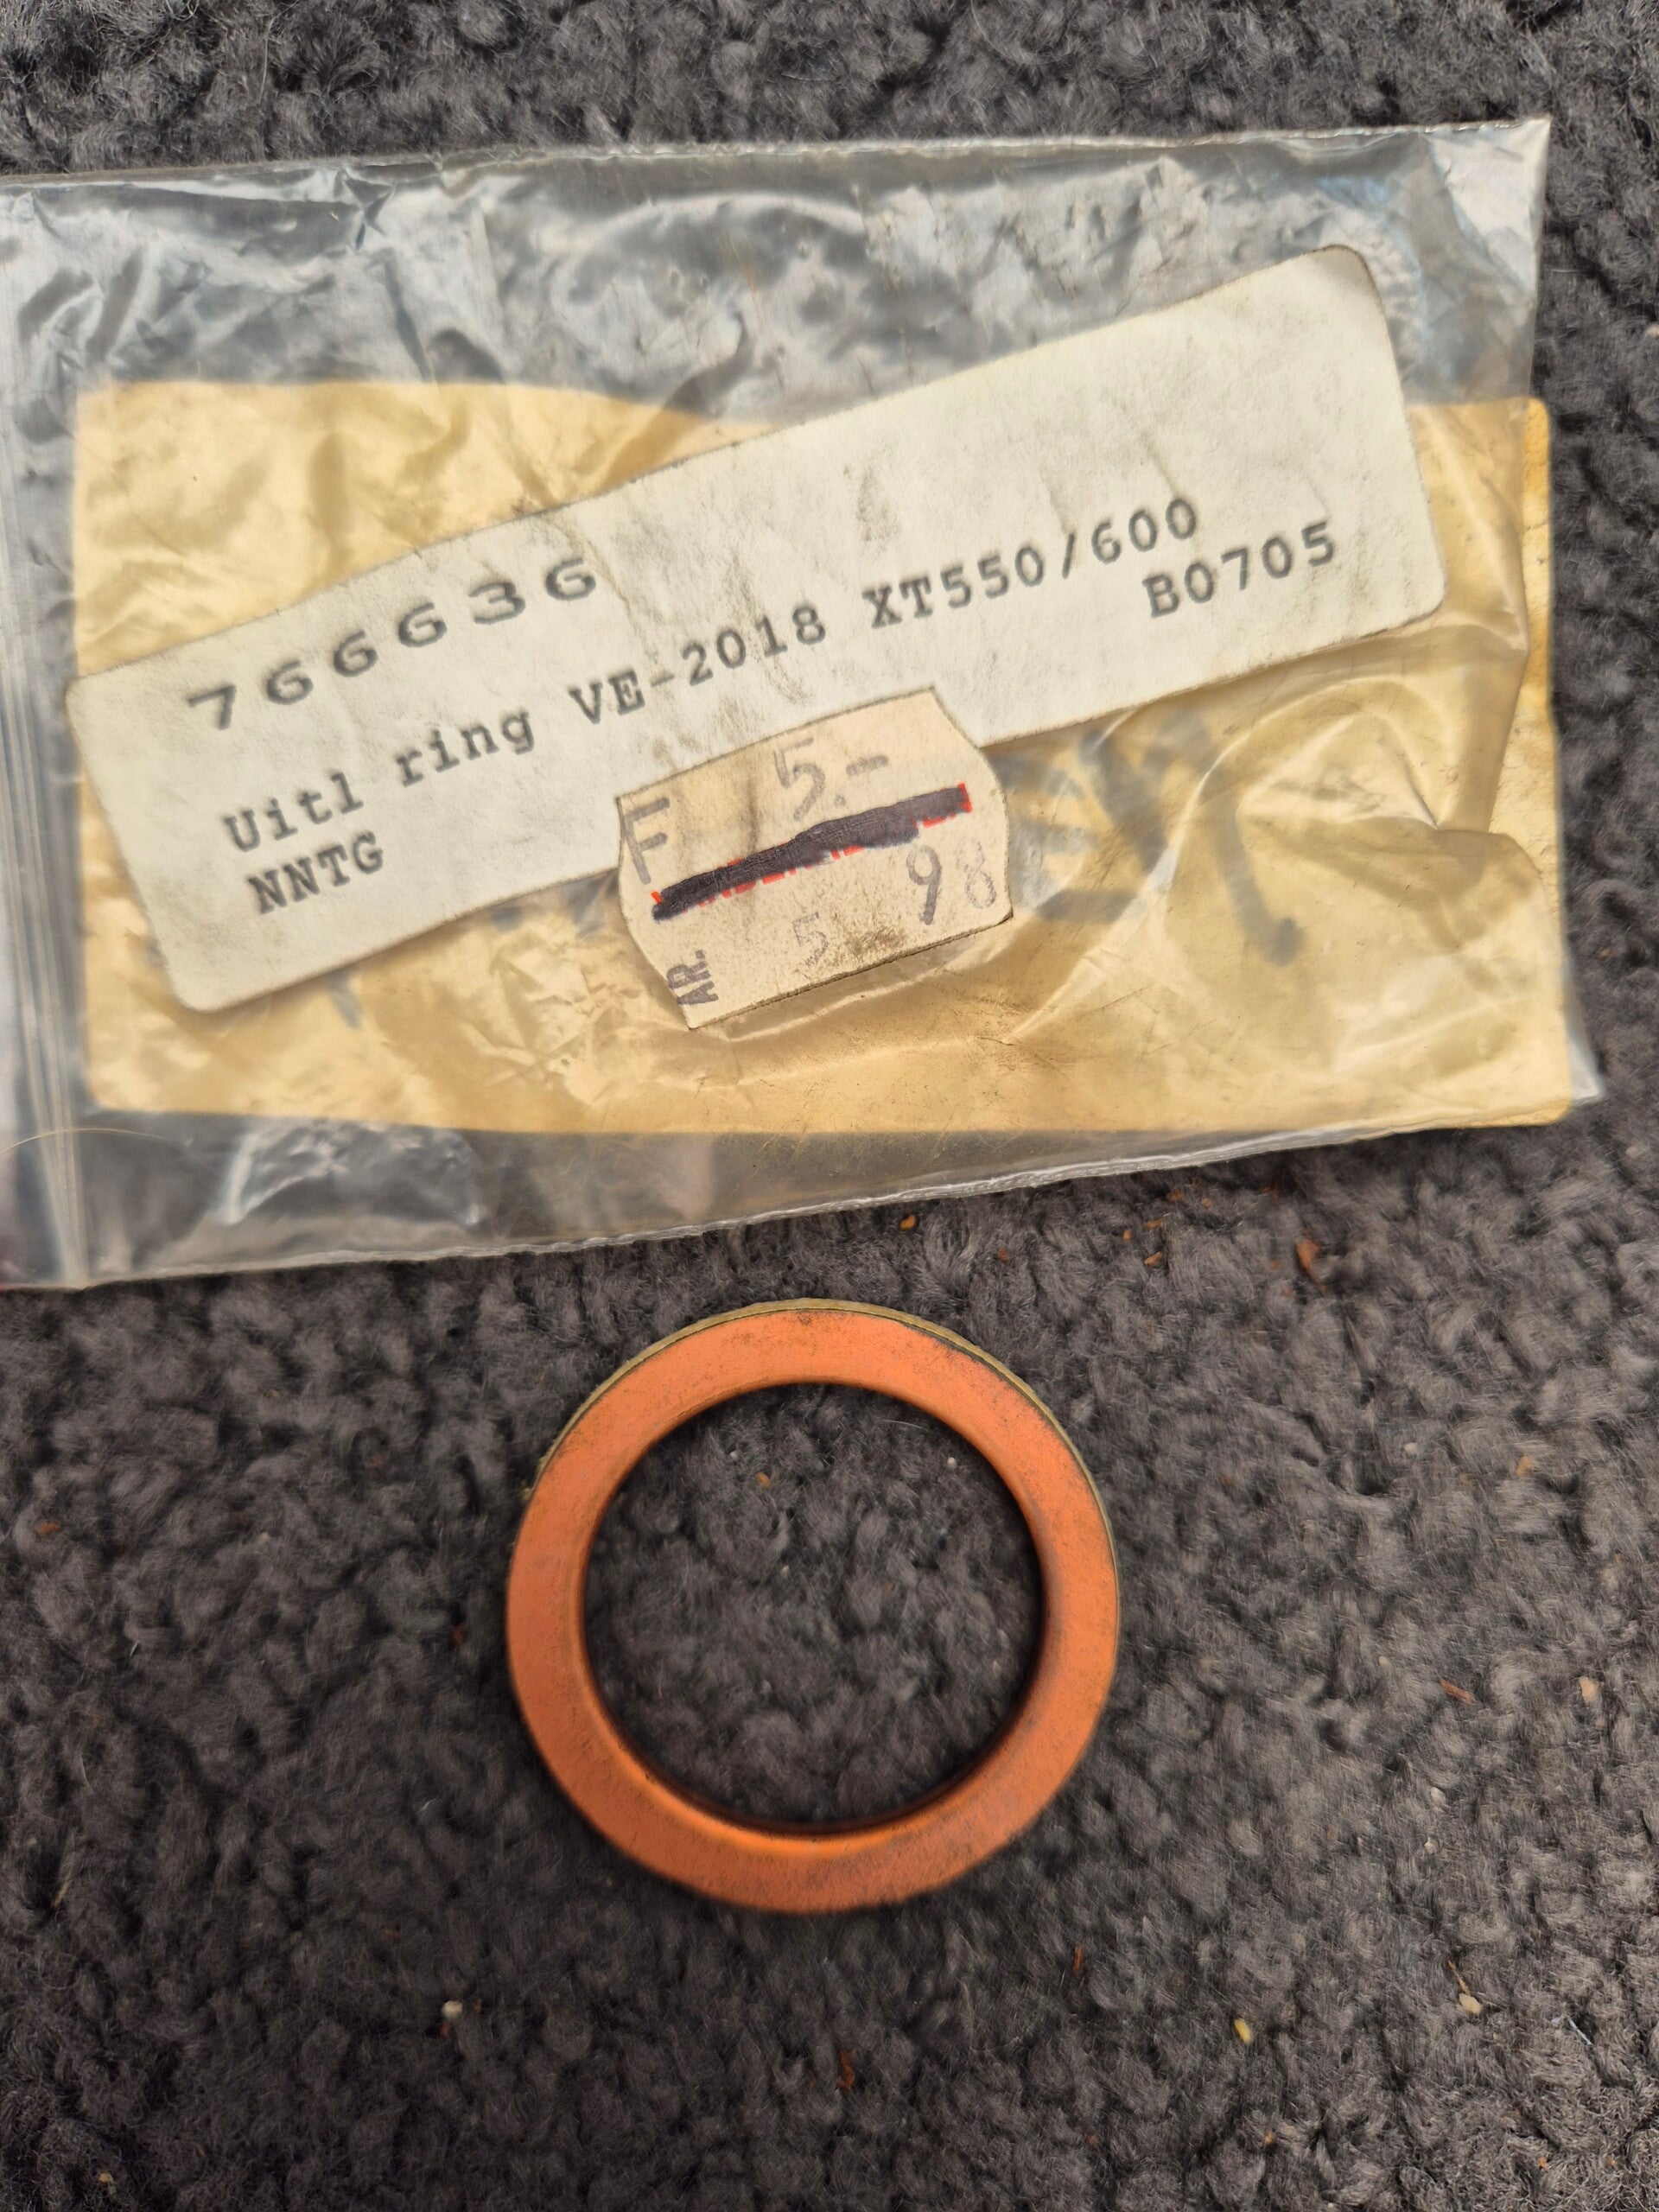 766636
Uitl ring VE-2018 XT550/600
NNTG B0705
F 5.-
AR. 5 98